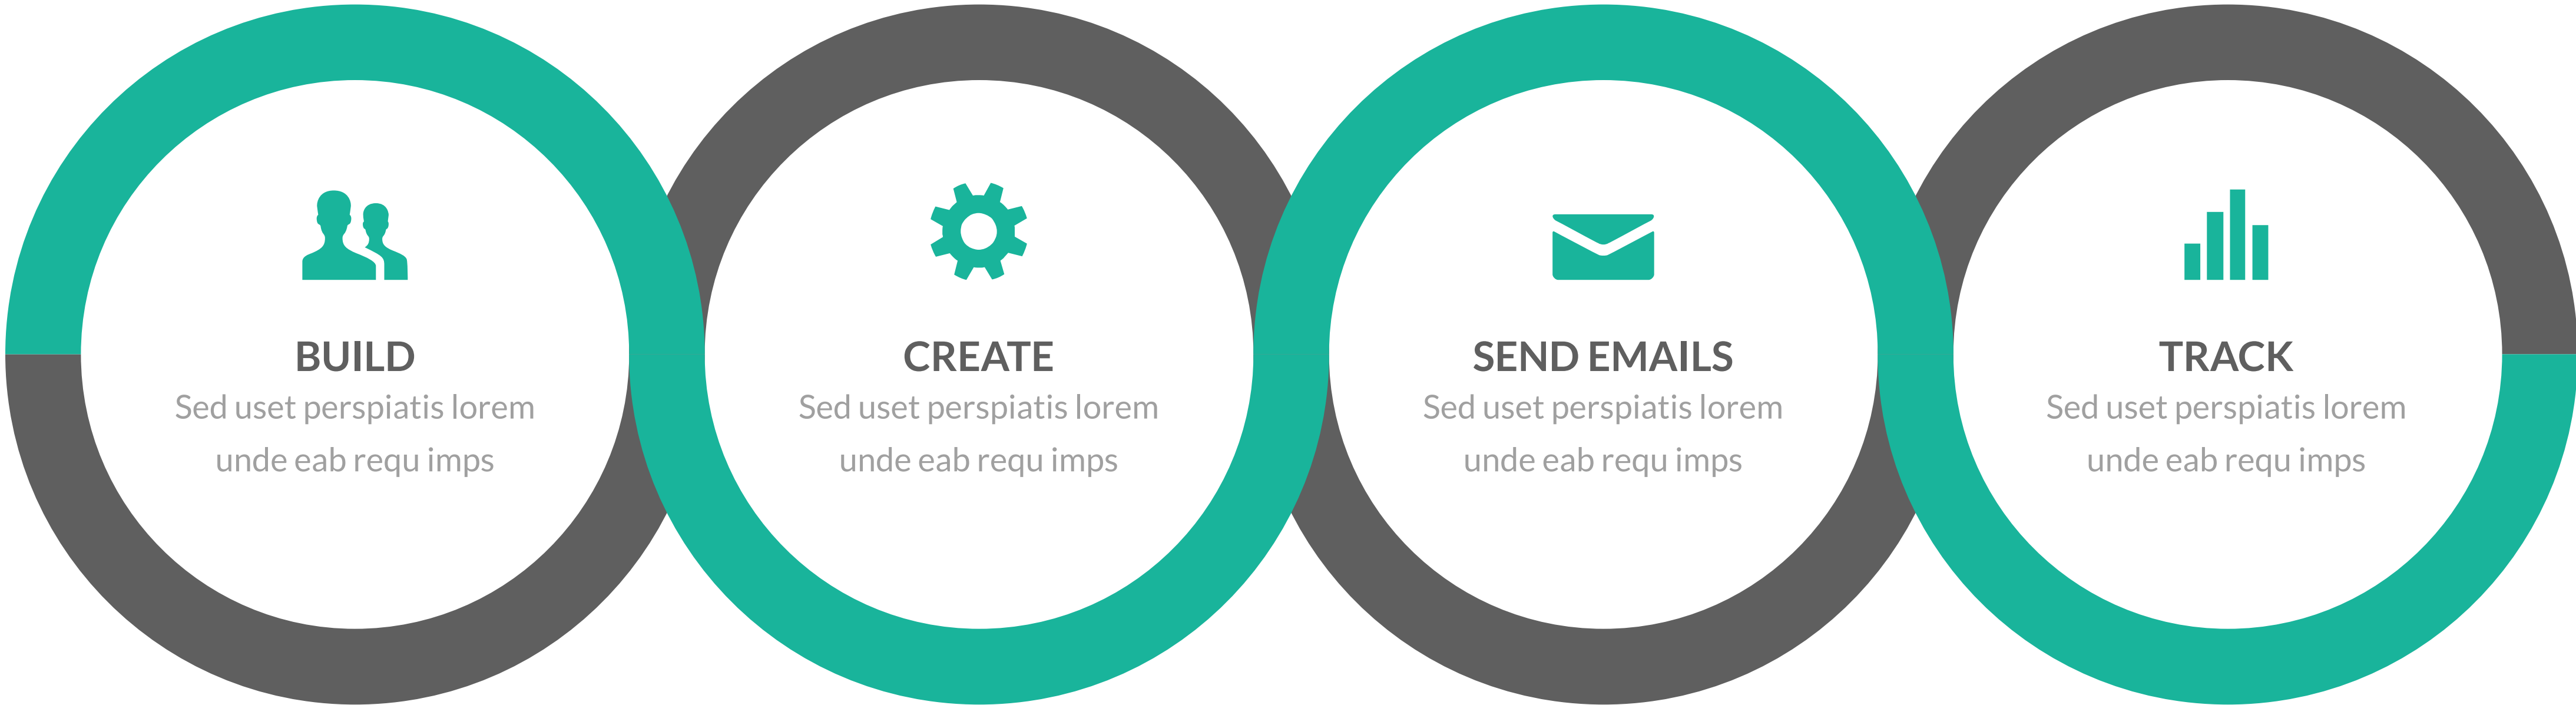 BUILD
Sed uset perspiatis lorem
unde eab requ imps
CREATE
Sed uset perspiatis lorem
unde eab requ imps
SEND EMAILS
Sed uset perspiatis lorem
unde eab requ imps
TRACK
Sed uset perspiatis lorem
unde eab requ imps